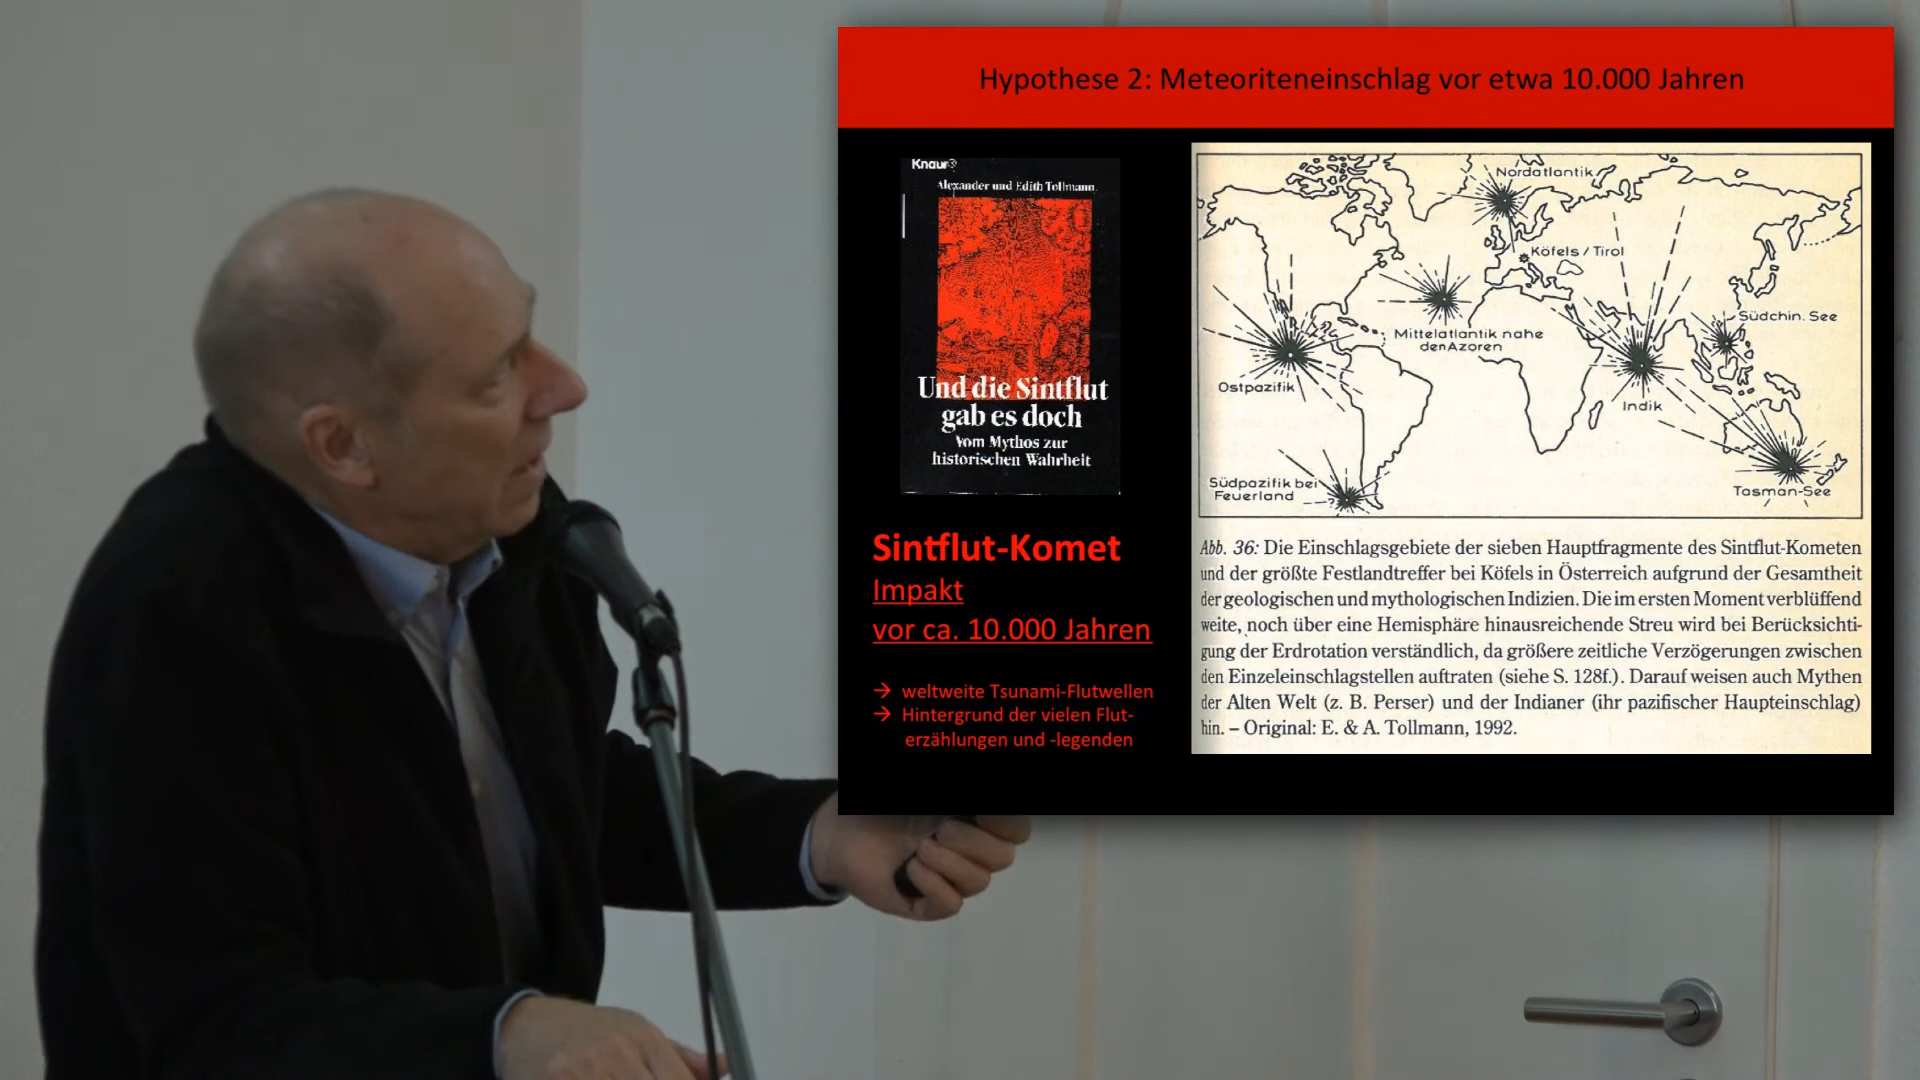 Hypothese 2: Meteoriteneinschlag vor etwa 10.000 Jahren
Knaur
Alexander und Edith Tollmann
Und die Sintflut
gab es doch
Vom Mythos zur
historischen Wahrheit
Sintflut-Komet
Impakt
vor ca. 10.000 Jahren
→ weltweite Tsunami-Flutwellen
→ Hintergrund der vielen Flut-
erzählungen und -legenden
Nordatlantik
Köfels / Tirol
Südchin. See
Mittelatlantik nahe
den Azoren
Ostpazifik
Indik
Südpazifik bei
Feuerland
?
Tasman-See
Abb. 36: Die Einschlagsgebiete der sieben Hauptfragmente des Sintflut-Kometen
und der größte Festlandtreffer bei Köfels in Österreich aufgrund der Gesamtheit
der geologischen und mythologischen Indizien. Die im ersten Moment verblüffend
weite, noch über eine Hemisphäre hinausreichende Streu wird bei Berücksichti-
gung der Erdrotation verständlich, da größere zeitliche Verzögerungen zwischen
den Einzeleinschlagstellen auftraten (siehe S. 128f.). Darauf weisen auch Mythen
der Alten Welt (z. B. Perser) und der Indianer (ihr pazifischer Haupteinschlag)
hin. – Original: E. & A. Tollmann, 1992.